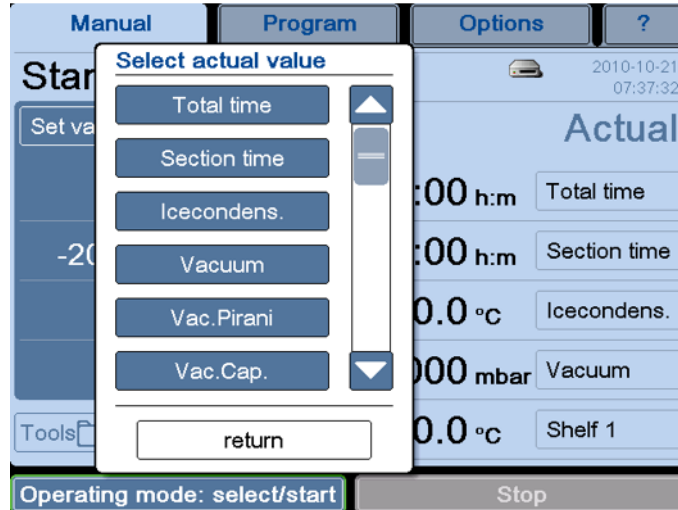 Manual Program Options ?
Select actual value
Star
2010-10-21
07:37:32
Set va
Actual
Total time
Section time
Icecondens.
Vacuum
Vac.Pirani
Vac.Cap.
return
-20
:00 h:m Total time
:00 h:m Section time
0.0 °C Icecondens.
000 mbar Vacuum
0.0 °C Shelf 1
Tools
Operating mode: select/start
Stop